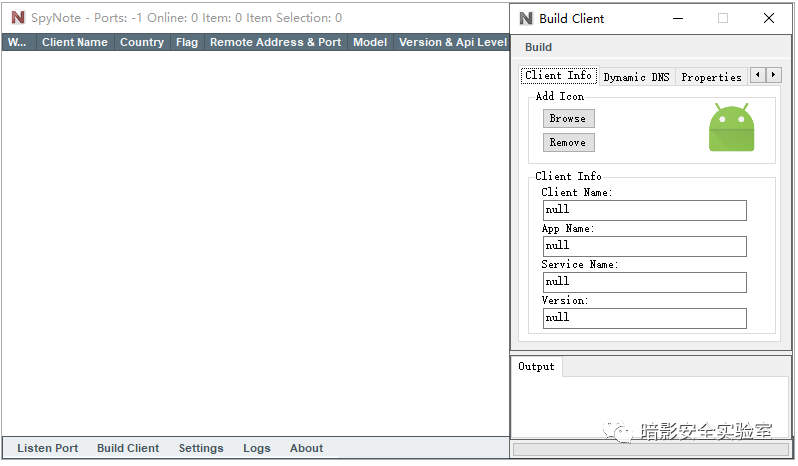 SpyNote - Ports: -1 Online: 0 Item: 0 Item Selection: 0
W... Client Name Country Flag Remote Address & Port Model Version & Api Level
Build Client
Build
Client Info Dynamic DNS Properties
Add Icon
Browse
Remove
Client Info
Client Name:
null
App Name:
null
Service Name:
null
Version:
null
Output
暗影安全实验室
Listen Port Build Client Settings Logs About